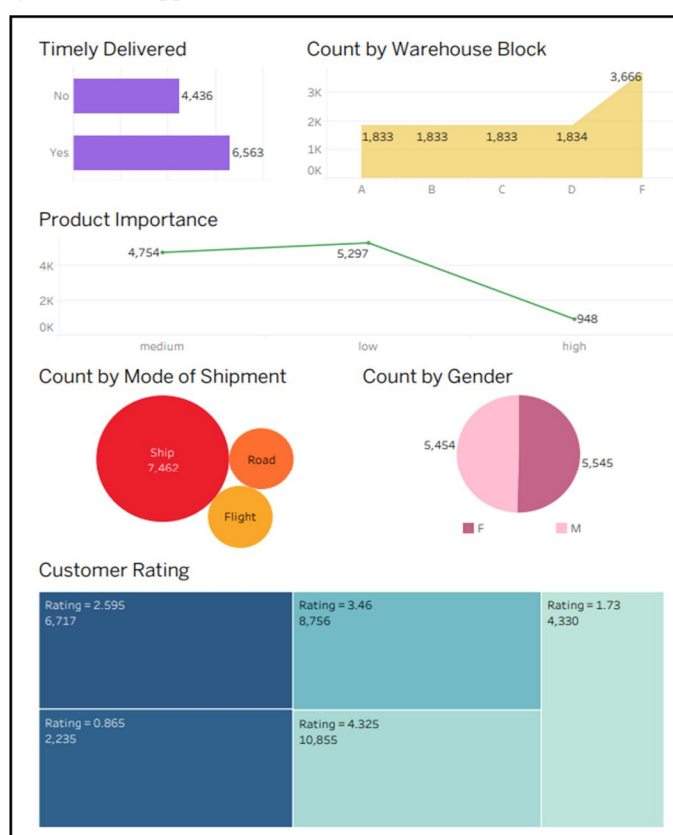 Timely Delivered
No
4,436
Yes
6,563
Count by Warehouse Block
3K
2K
1K
0K
1,833
1,833
1,833
1,834
3,666
A
B
C
D
F
Product Importance
4K
2K
0K
4,754
5,297
948
medium
low
high
Count by Mode of Shipment
Ship
7,462
Road
Flight
Count by Gender
5,454
5,545
F
M
Customer Rating
Rating = 2.595
6,717
Rating = 3.46
8,756
Rating = 1.73
4,330
Rating = 0.865
2,235
Rating = 4.325
10,855